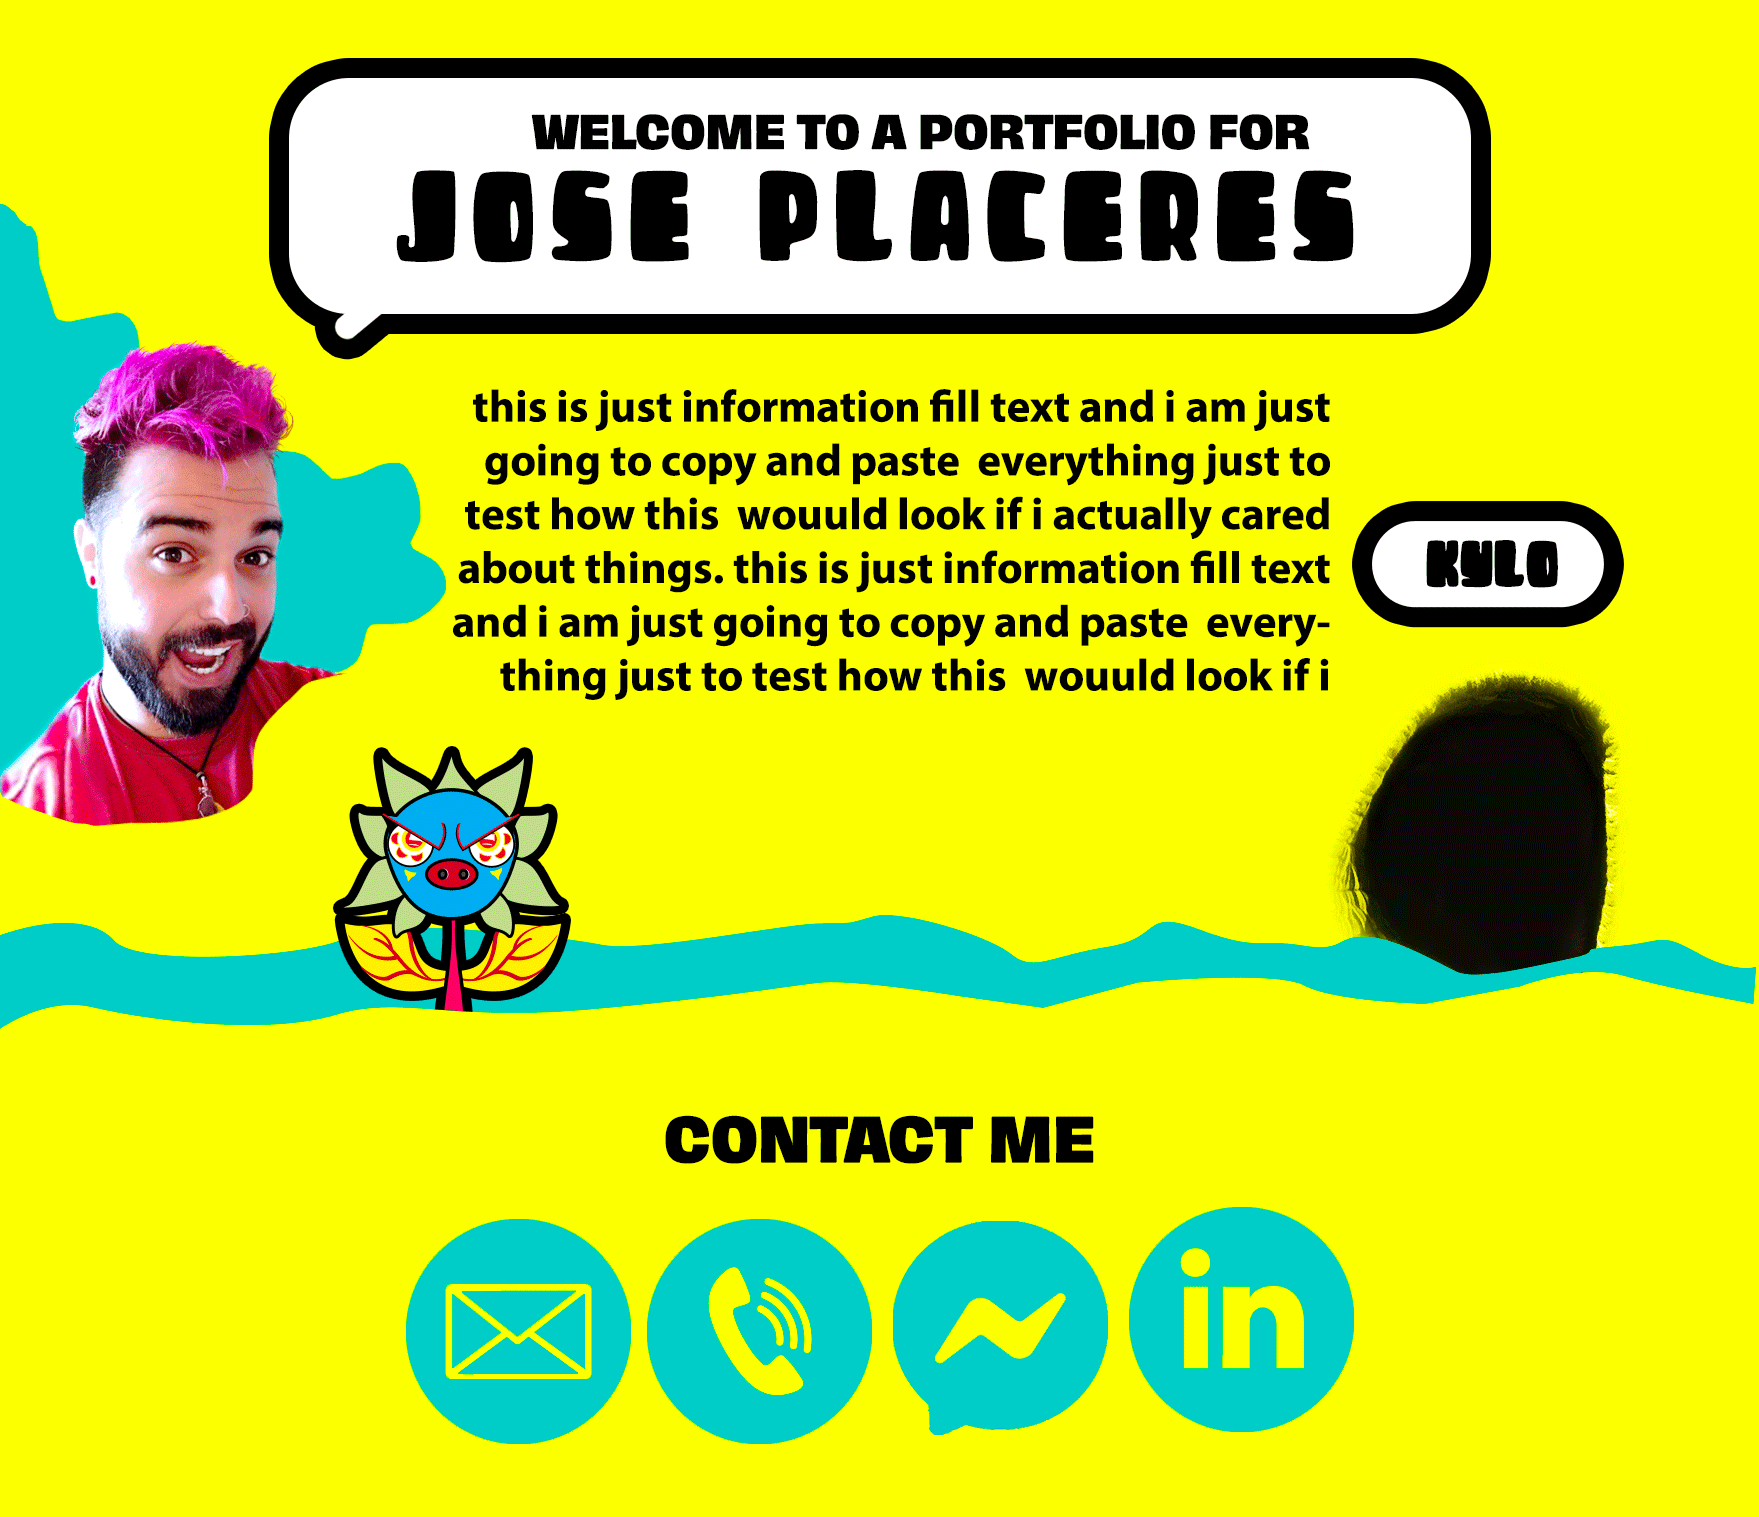 WELCOME TO A PORTFOLIO FOR
JOSE PLACERES
this is just information fill text and i am just
going to copy and paste  everything just to
test how this  wouuld look if i actually cared
about things. this is just information fill text
and i am just going to copy and paste  every-
thing just to test how this  wouuld look if i
KYLO
CONTACT ME
in